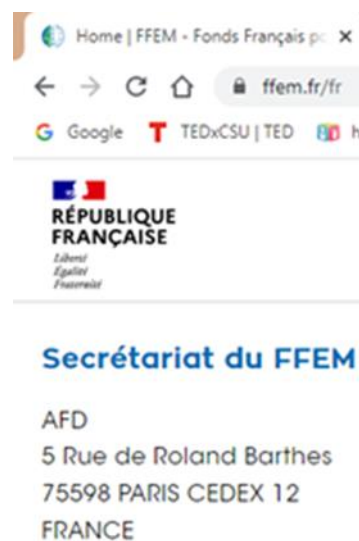 Home | FFEM - Fonds Français
ffem.fr/fr
Google TEDxCSU | TED
RÉPUBLIQUE
FRANÇAISE
Liberté
Égalité
Fraternité
Secrétariat du FFEM
AFD
5 Rue de Roland Barthes
75598 PARIS CEDEX 12
FRANCE